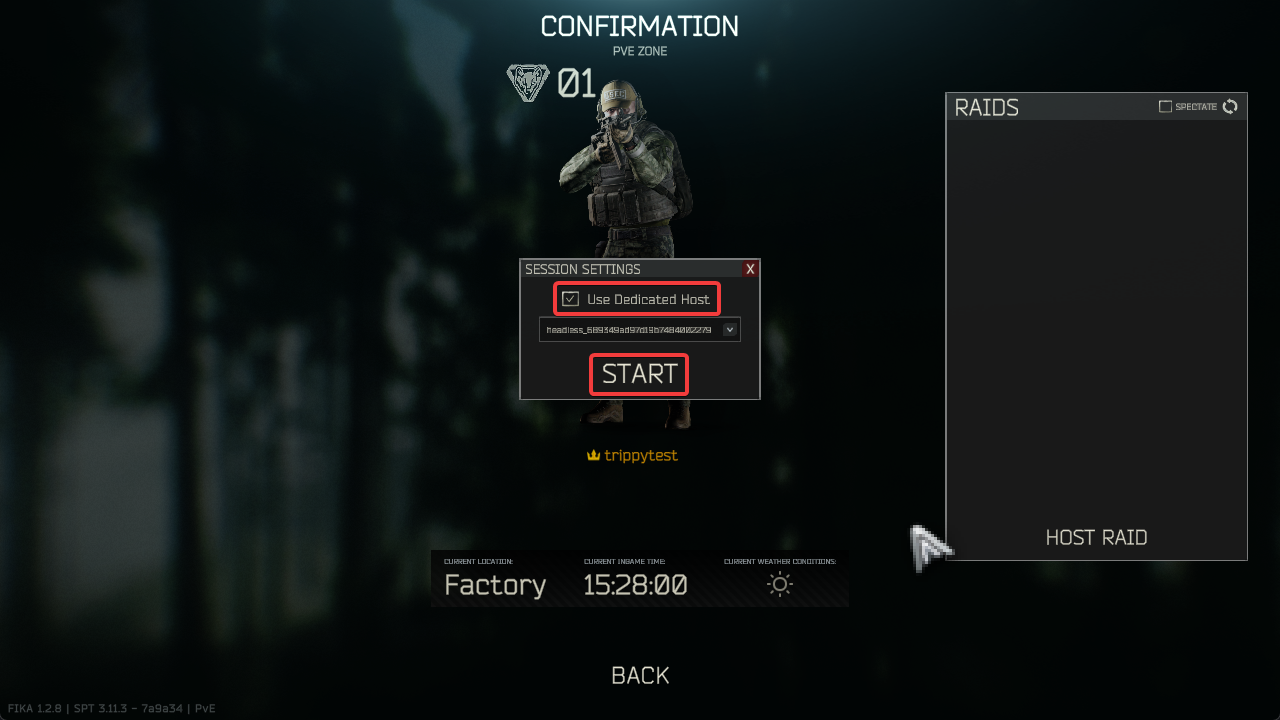 CONFIRMATION
PVE ZONE
01
USEC
RAIDS
SPECTATE
SESSION SETTINGS
X
Use Dedicated Host
headless_689349ad97d19b7484002279
START
trippytest
HOST RAID
CURRENT LOCATION:
Factory
CURRENT INGAME TIME:
15:28:00
CURRENT WEATHER CONDITIONS:
BACK
FIKA 1.2.8 | SPT 3.11.3 - 7a9a34 | PvE